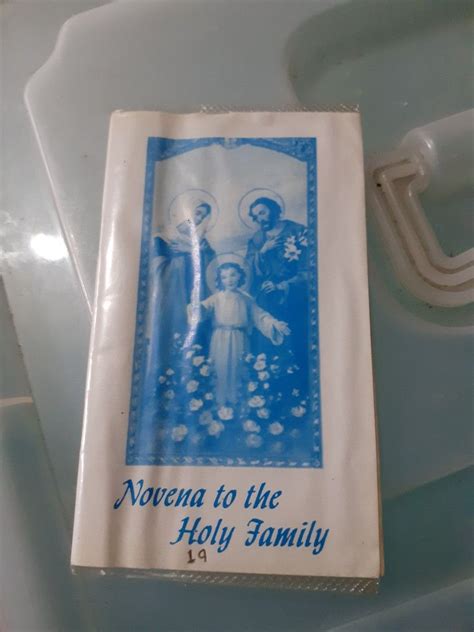 Novena to the
Holy Family
19